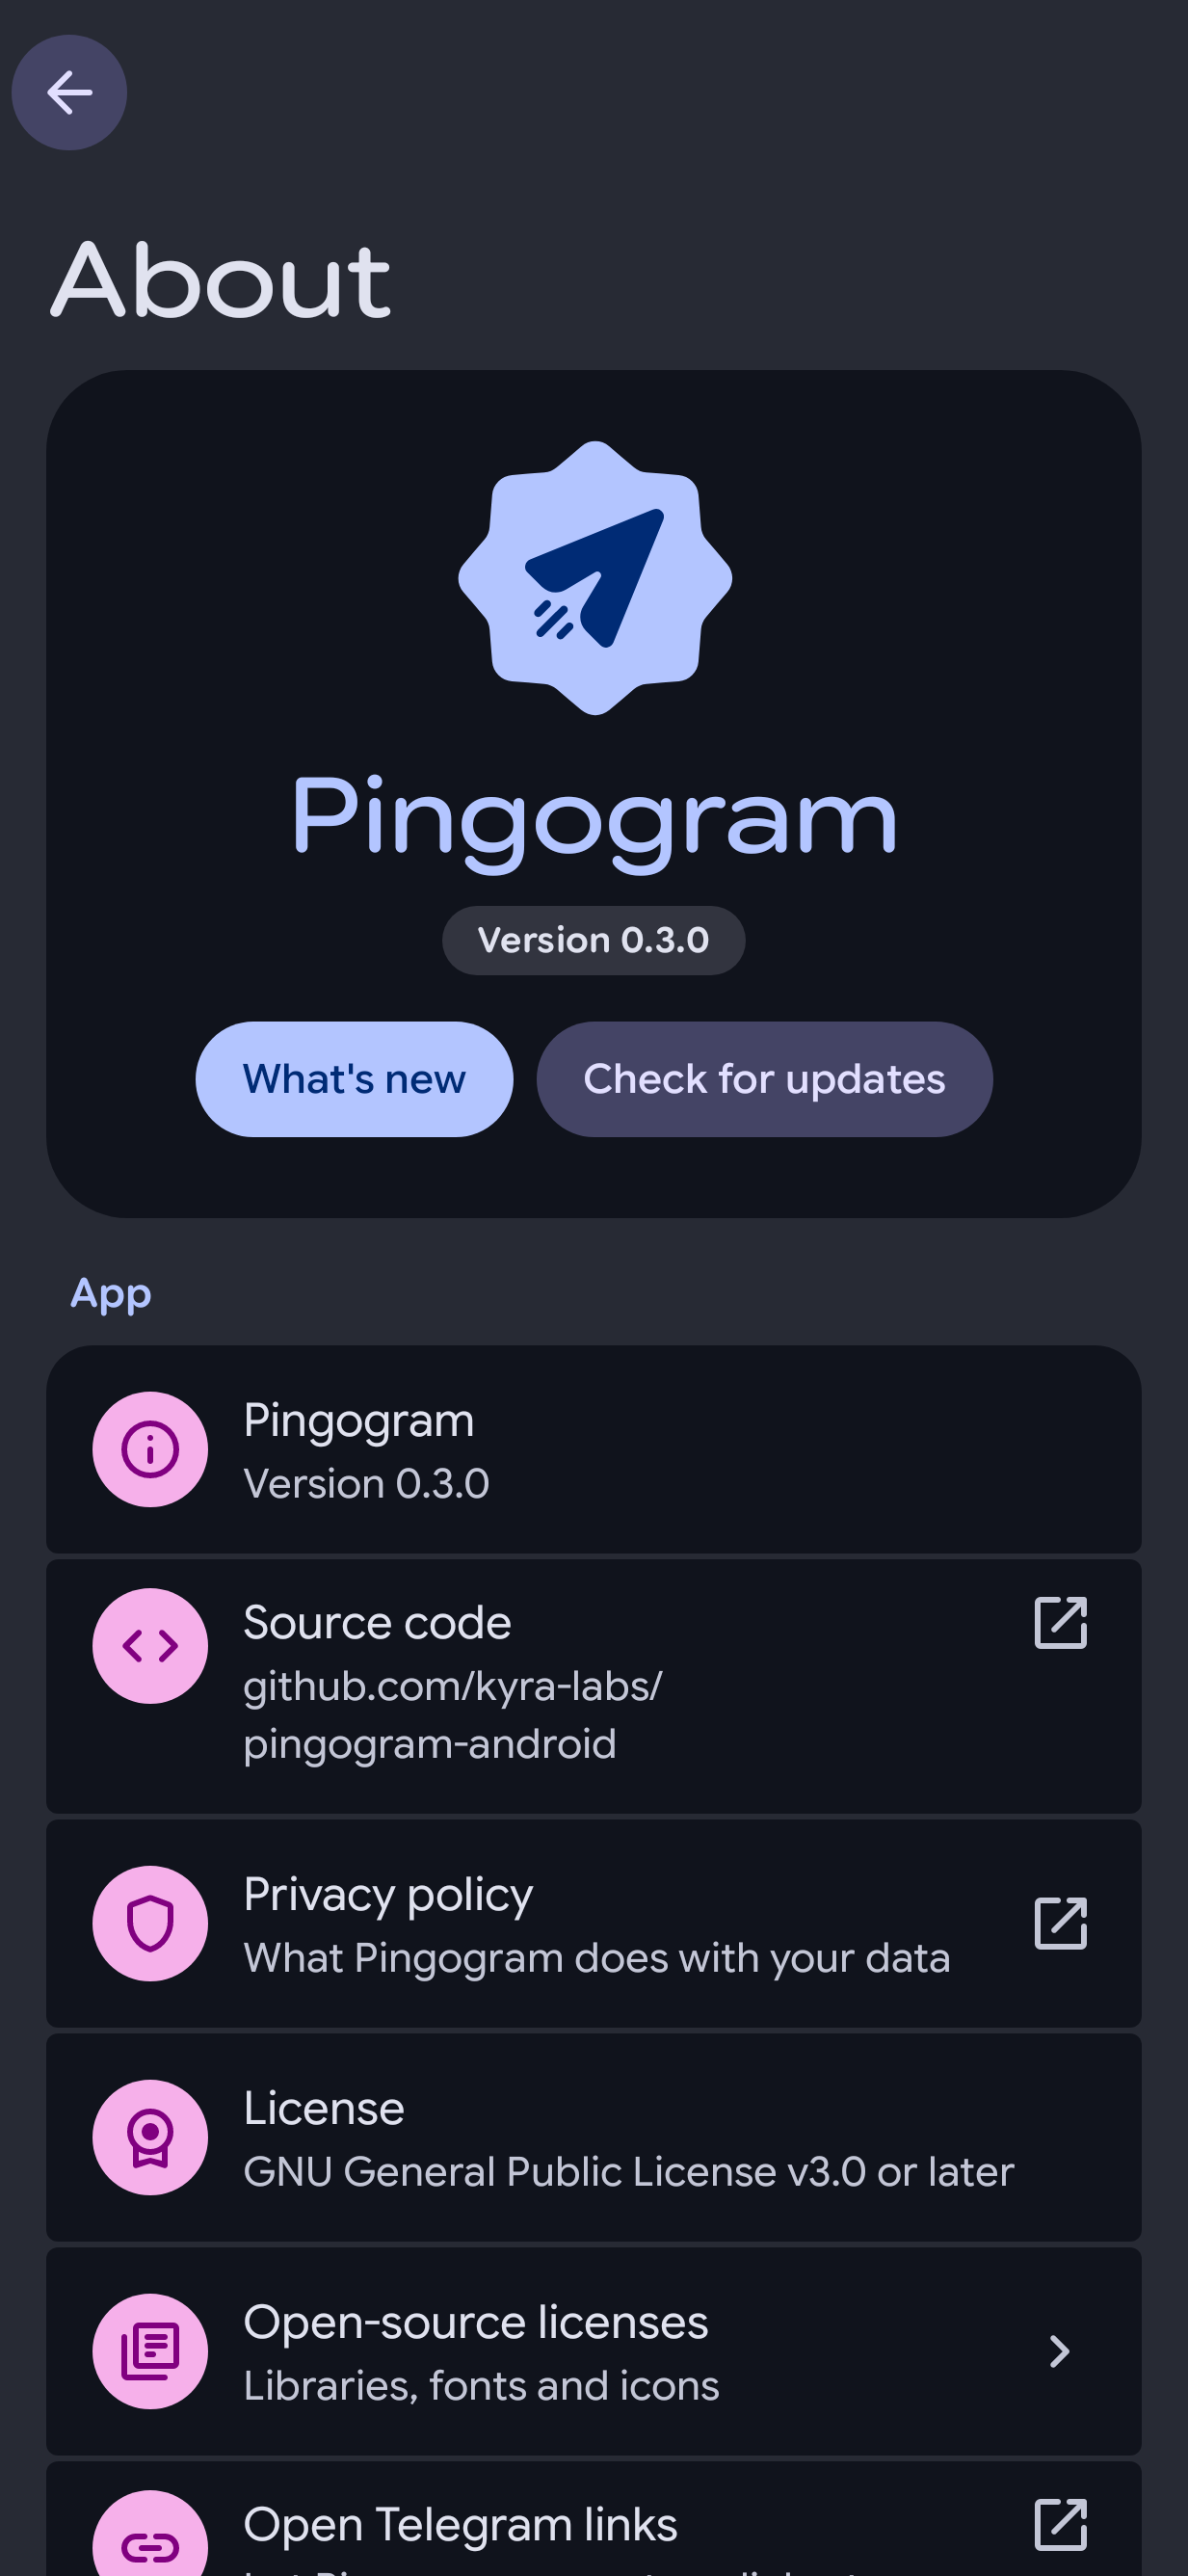 About
Pingogram
Version 0.3.0
What's new
Check for updates
App
Pingogram
Version 0.3.0
Source code
github.com/kyra-labs/
pingogram-android
Privacy policy
What Pingogram does with your data
License
GNU General Public License v3.0 or later
Open-source licenses
Libraries, fonts and icons
Open Telegram links